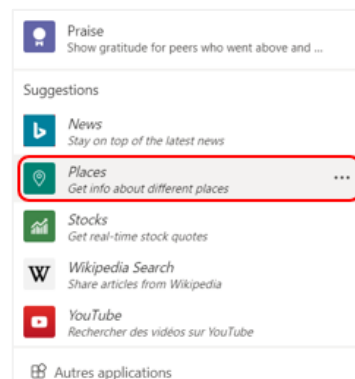 Praise
Show gratitude for peers who went above and ...
Suggestions
News
Stay on top of the latest news
Places
Get info about different places
Stocks
Get real-time stock quotes
W
Wikipedia Search
Share articles from Wikipedia
YouTube
Rechercher des vidéos sur YouTube
Autres applications